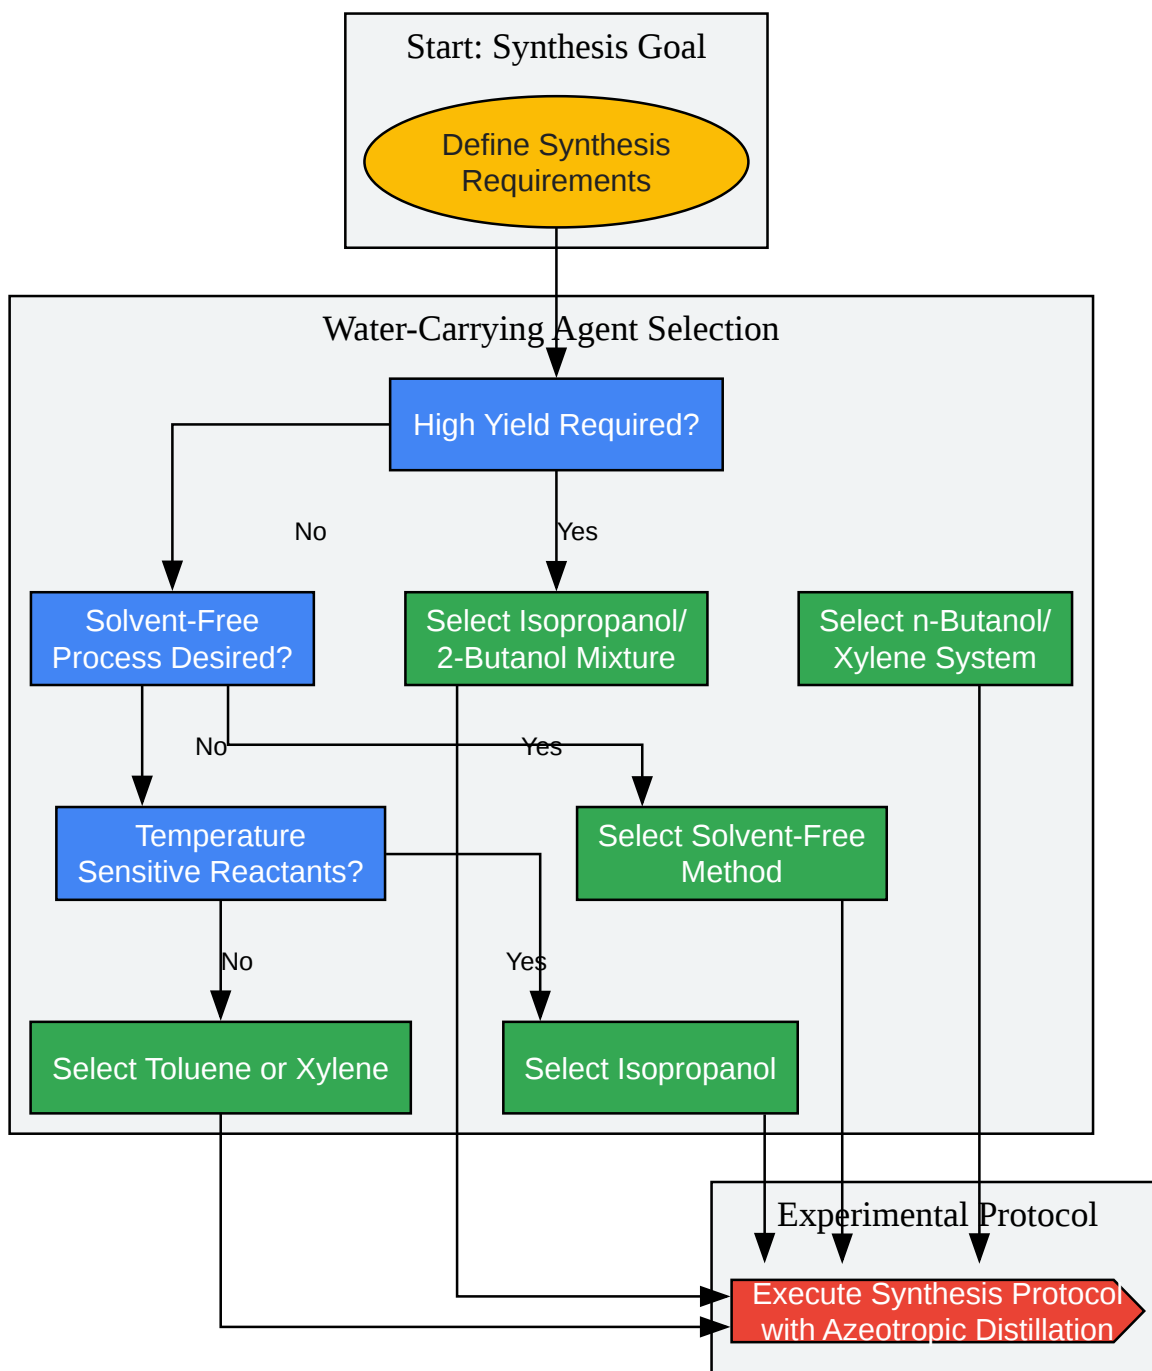 Start: Synthesis Goal
Define Synthesis
Requirements
Water-Carrying Agent Selection
High Yield Required?
No
Yes
Solvent-Free
Process Desired?
Select Isopropanol/
2-Butanol Mixture
Select n-Butanol/
Xylene System
No
Yes
Temperature
Sensitive Reactants?
Select Solvent-Free
Method
No
Yes
Select Toluene or Xylene
Select Isopropanol
Experimental Protocol
Execute Synthesis Protocol
with Azeotropic Distillation